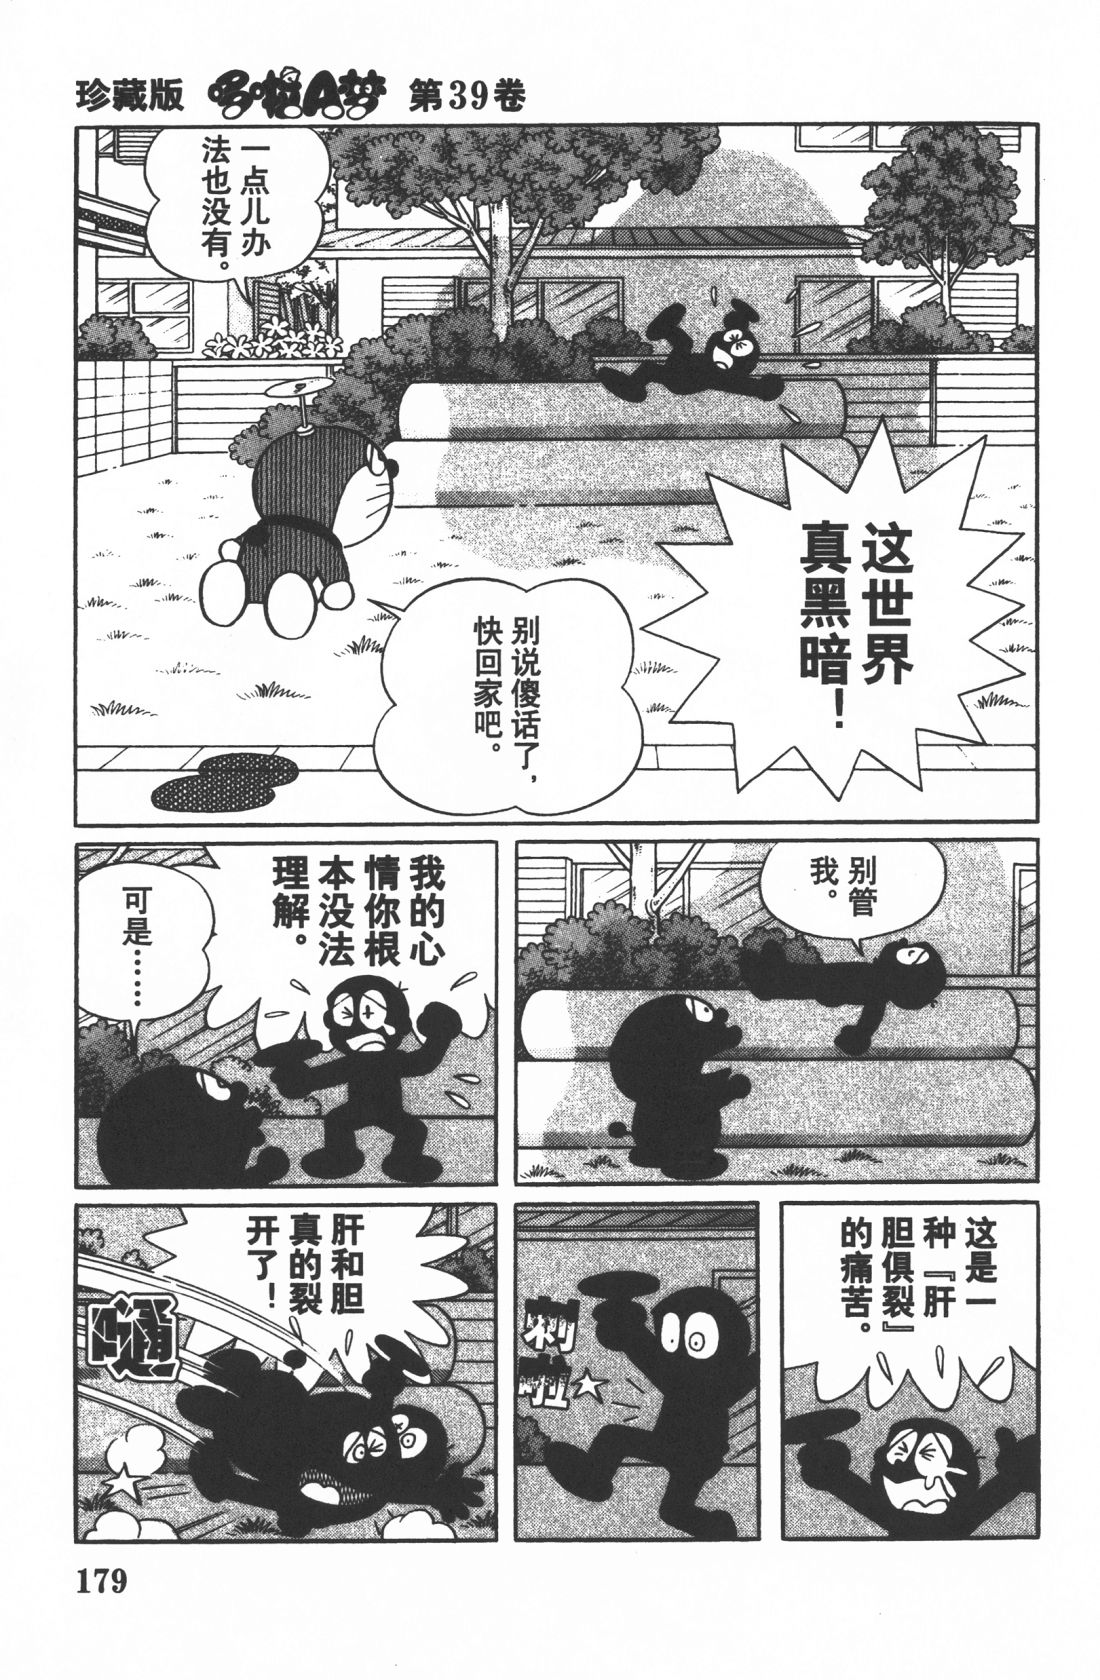 珍藏版 哆啦A梦 第39卷
一点儿办
法也没有。
这世界
真黑暗！
别说傻话了，
快回家吧。
别管
我。
我的心
情你根
本没法
理解。
可是……
这是一
种『肝
胆俱裂』
的痛苦。
刺
啦
肝和胆
真的裂
开了！
咚
179